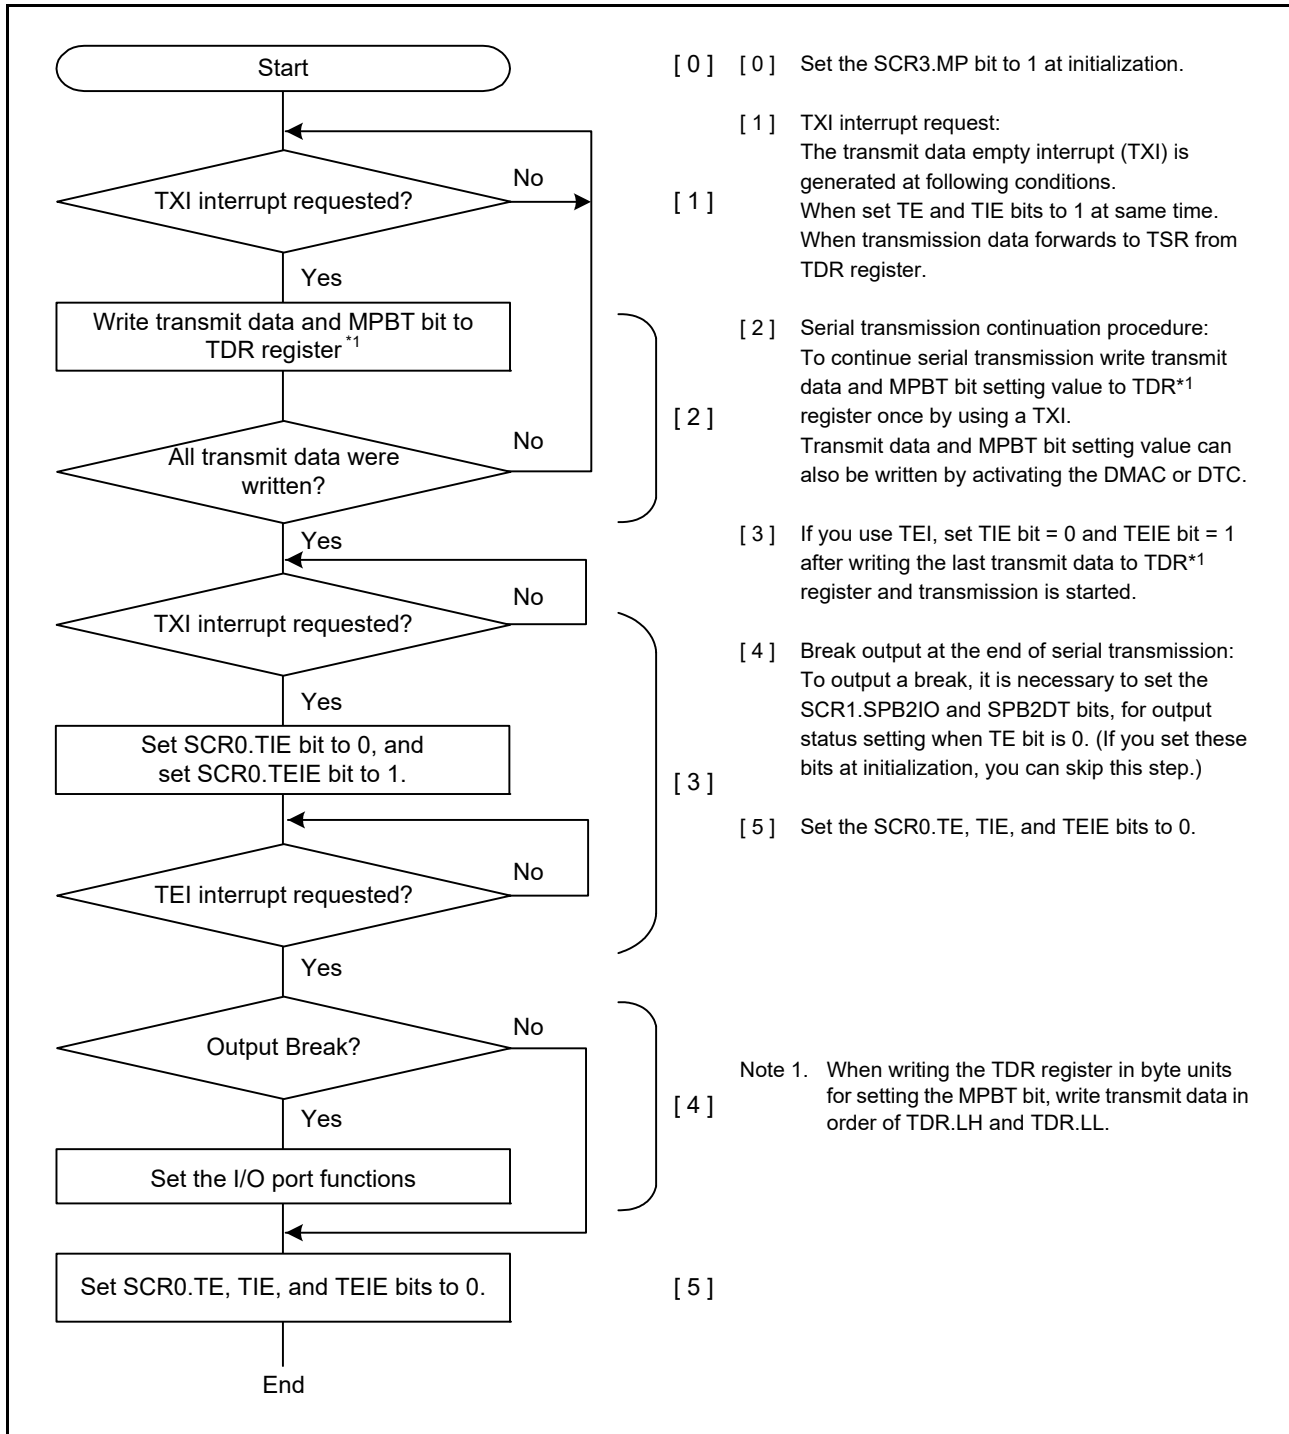 Start
[ 0 ]
TXI interrupt requested?
No
[ 1 ]
Yes
Write transmit data and MPBT bit to
TDR register *1
[ 2 ]
All transmit data were
written?
No
Yes
TXI interrupt requested?
No
Yes
Set SCR0.TIE bit to 0, and
set SCR0.TEIE bit to 1.
[ 3 ]
TEI interrupt requested?
No
Yes
Output Break?
No
[ 4 ]
Yes
Set the I/O port functions
Set SCR0.TE, TIE, and TEIE bits to 0.
[ 5 ]
End
[ 0 ] Set the SCR3.MP bit to 1 at initialization.
[ 1 ] TXI interrupt request:
The transmit data empty interrupt (TXI) is
generated at following conditions.
When set TE and TIE bits to 1 at same time.
When transmission data forwards to TSR from
TDR register.
[ 2 ] Serial transmission continuation procedure:
To continue serial transmission write transmit
data and MPBT bit setting value to TDR*1
register once by using a TXI.
Transmit data and MPBT bit setting value can
also be written by activating the DMAC or DTC.
[ 3 ] If you use TEI, set TIE bit = 0 and TEIE bit = 1
after writing the last transmit data to TDR*1
register and transmission is started.
[ 4 ] Break output at the end of serial transmission:
To output a break, it is necessary to set the
SCR1.SPB2IO and SPB2DT bits, for output
status setting when TE bit is 0. (If you set these
bits at initialization, you can skip this step.)
[ 5 ] Set the SCR0.TE, TIE, and TEIE bits to 0.
Note 1. When writing the TDR register in byte units
for setting the MPBT bit, write transmit data in
order of TDR.LH and TDR.LL.